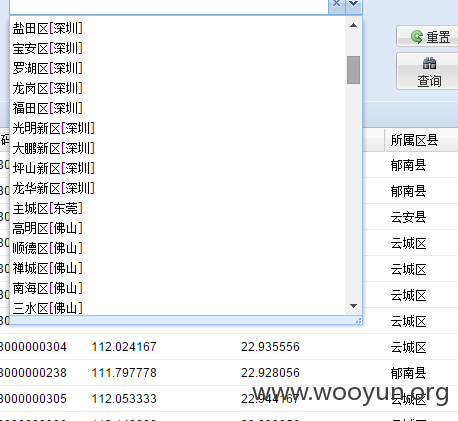 盐田区[深圳]
宝安区[深圳]
罗湖区[深圳]
龙岗区[深圳]
福田区[深圳]
光明新区[深圳]
大鹏新区[深圳]
坪山新区[深圳]
龙华新区[深圳]
主城区[东莞]
高明区[佛山]
顺德区[佛山]
禅城区[佛山]
南海区[佛山]
三水区[佛山]
重置
查询
码
所属区县
郁南县
郁南县
云安县
云城区
云城区
云城区
云城区
8000000304 112.024167 22.935556 云城区
8000000238 111.797778 22.928056 郁南县
8000000305 112.053333 22.944167 云城区
www.wooyun.org